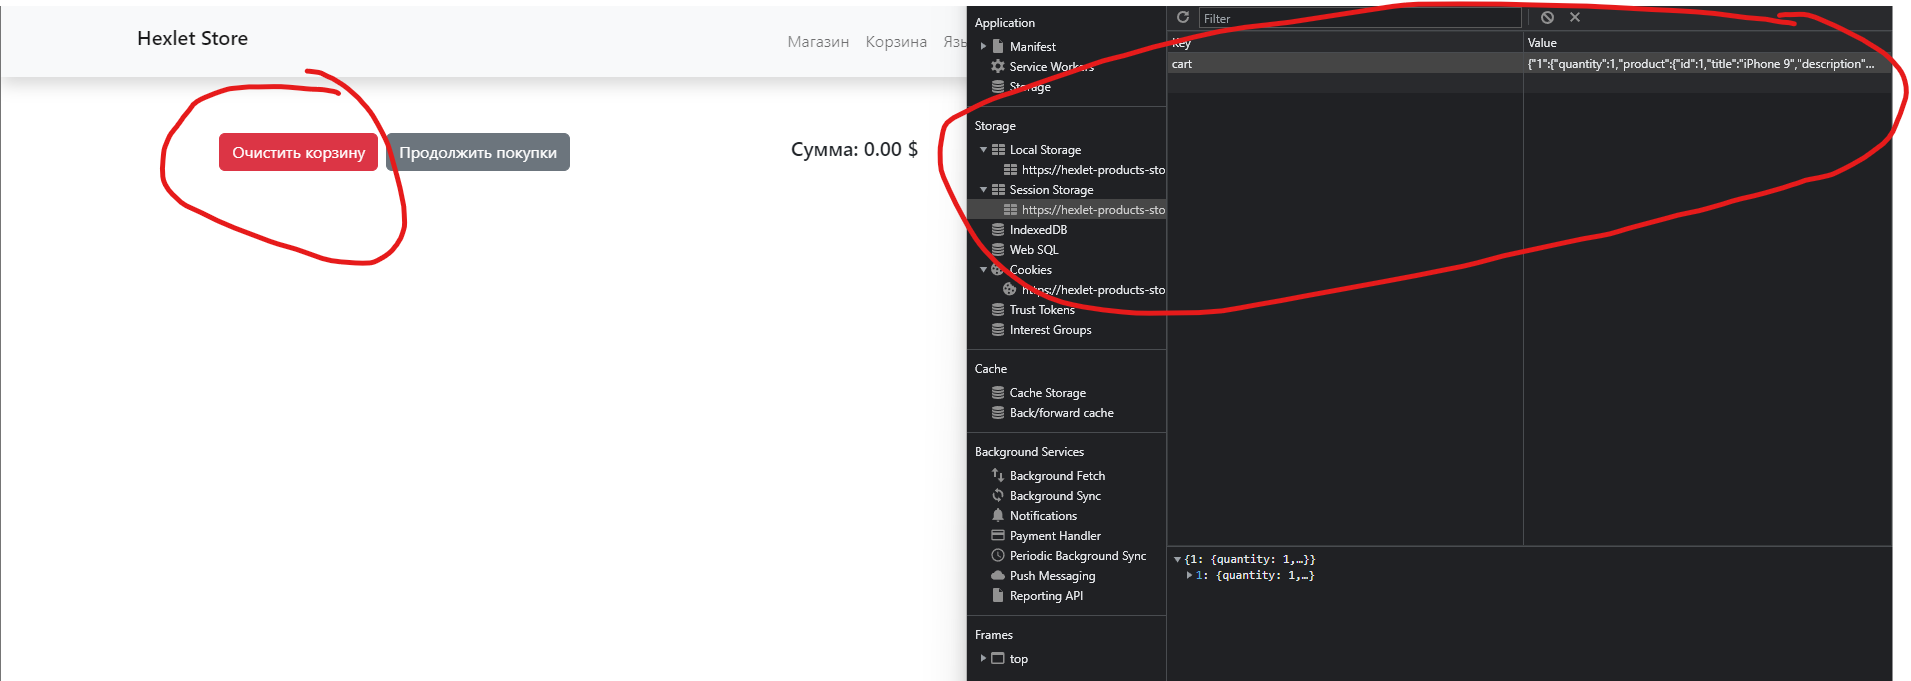 Hexlet Store
Магазин Корзина Язы
Очистить корзину Продолжить покупки
Сумма: 0.00 $
Application
Manifest
Service Workers
Storage
Storage
Local Storage
https://hexlet-products-sto
Session Storage
https://hexlet-products-sto
IndexedDB
Web SQL
Cookies
https://hexlet-products-sto
Trust Tokens
Interest Groups
Cache
Cache Storage
Back/forward cache
Background Services
Background Fetch
Background Sync
Notifications
Payment Handler
Periodic Background Sync
Push Messaging
Reporting API
Frames
top
Filter
Key Value
cart {"1":{"quantity":1,"product":{"id":1,"title":"iPhone 9","description"...
{1: {quantity: 1,…}}
1: {quantity: 1,…}